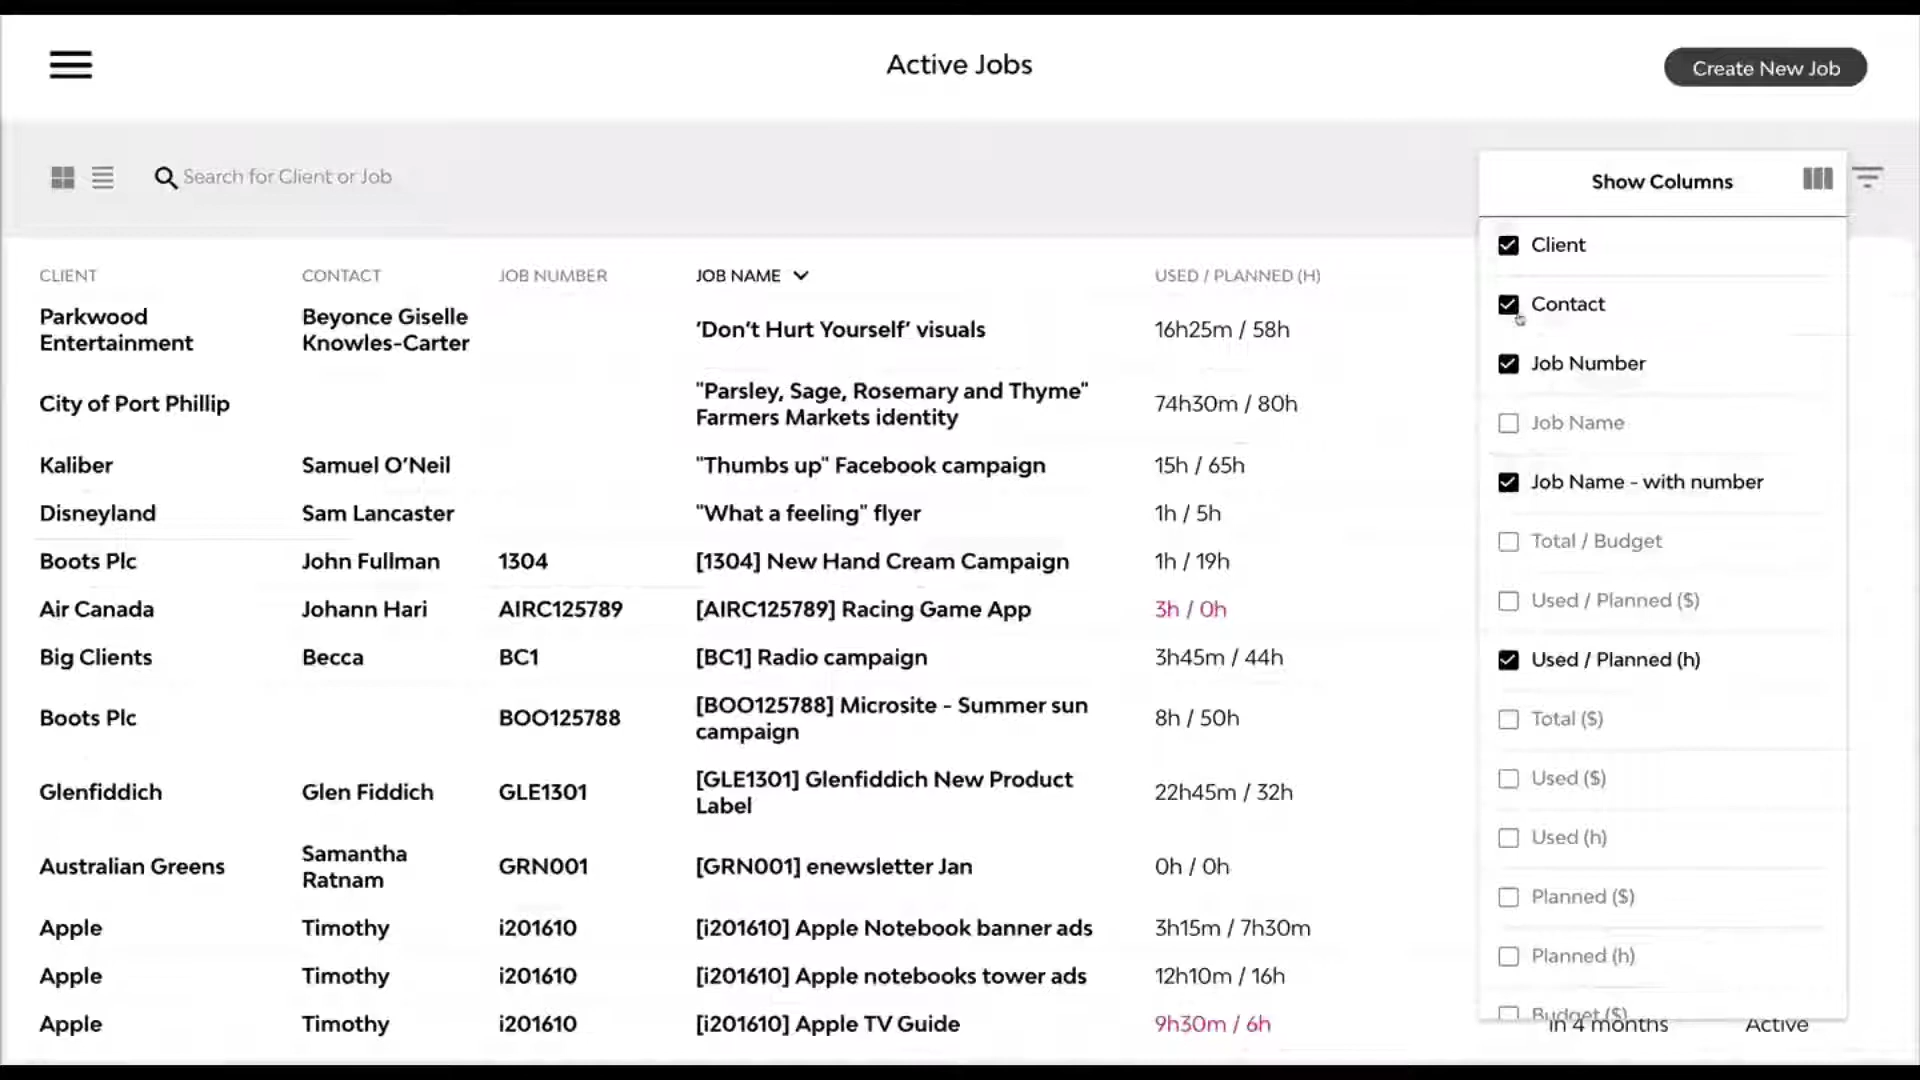 Active Jobs
Create New Job
Search for Client or Job
Show Columns
Client
Contact
Job Number
Job Name
Job Name - with number
Total / Budget
Used / Planned ($)
Used / Planned (h)
Total ($)
Used ($)
Used (h)
Planned ($)
Planned (h)
Budget ($)
CLIENT CONTACT JOB NUMBER JOB NAME USED / PLANNED (H)
Parkwood
Entertainment
Beyonce Giselle
Knowles-Carter
‘Don’t Hurt Yourself’ visuals
16h25m / 58h
City of Port Phillip
"Parsley, Sage, Rosemary and Thyme"
Farmers Markets identity
74h30m / 80h
Kaliber Samuel O’Neil "Thumbs up" Facebook campaign 15h / 65h
Disneyland Sam Lancaster "What a feeling" flyer 1h / 5h
Boots Plc John Fullman 1304 [1304] New Hand Cream Campaign 1h / 19h
Air Canada Johann Hari AIRC125789 [AIRC125789] Racing Game App 3h / 0h
Big Clients Becca BC1 [BC1] Radio campaign 3h45m / 44h
Boots Plc BOO125788
[BOO125788] Microsite - Summer sun
campaign
8h / 50h
Glenfiddich Glen Fiddich GLE1301
[GLE1301] Glenfiddich New Product
Label
22h45m / 32h
Australian Greens
Samantha
Ratnam
GRN001 [GRN001] enewsletter Jan 0h / 0h
Apple Timothy i201610 [i201610] Apple Notebook banner ads 3h15m / 7h30m
Apple Timothy i201610 [i201610] Apple notebooks tower ads 12h10m / 16h
Apple Timothy i201610 [i201610] Apple TV Guide 9h30m / 6h in 4 months Active